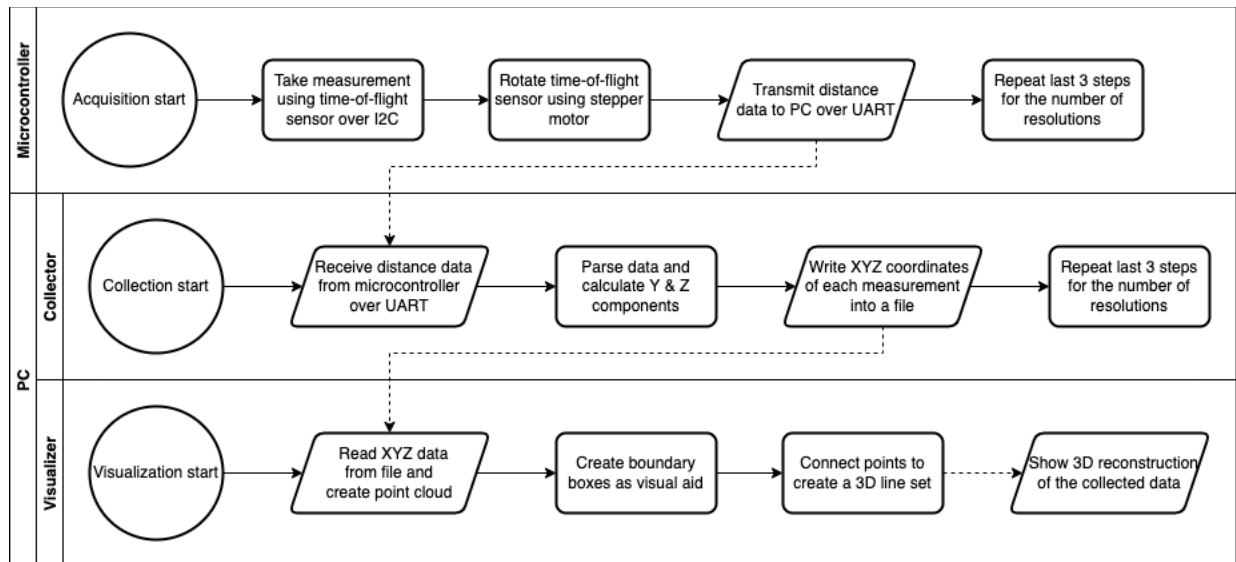 Microcontroller
Acquisition start
Take measurement
using time-of-flight
sensor over I2C
Rotate time-of-flight
sensor using stepper
motor
Transmit distance
data to PC over UART
Repeat last 3 steps
for the number of
resolutions
PC
Collector
Collection start
Receive distance data
from microcontroller
over UART
Parse data and
calculate Y & Z
components
Write XYZ coordinates
of each measurement
into a file
Repeat last 3 steps
for the number of
resolutions
Visualizer
Visualization start
Read XYZ data
from file and
create point cloud
Create boundary
boxes as visual aid
Connect points to
create a 3D line set
Show 3D reconstruction
of the collected data